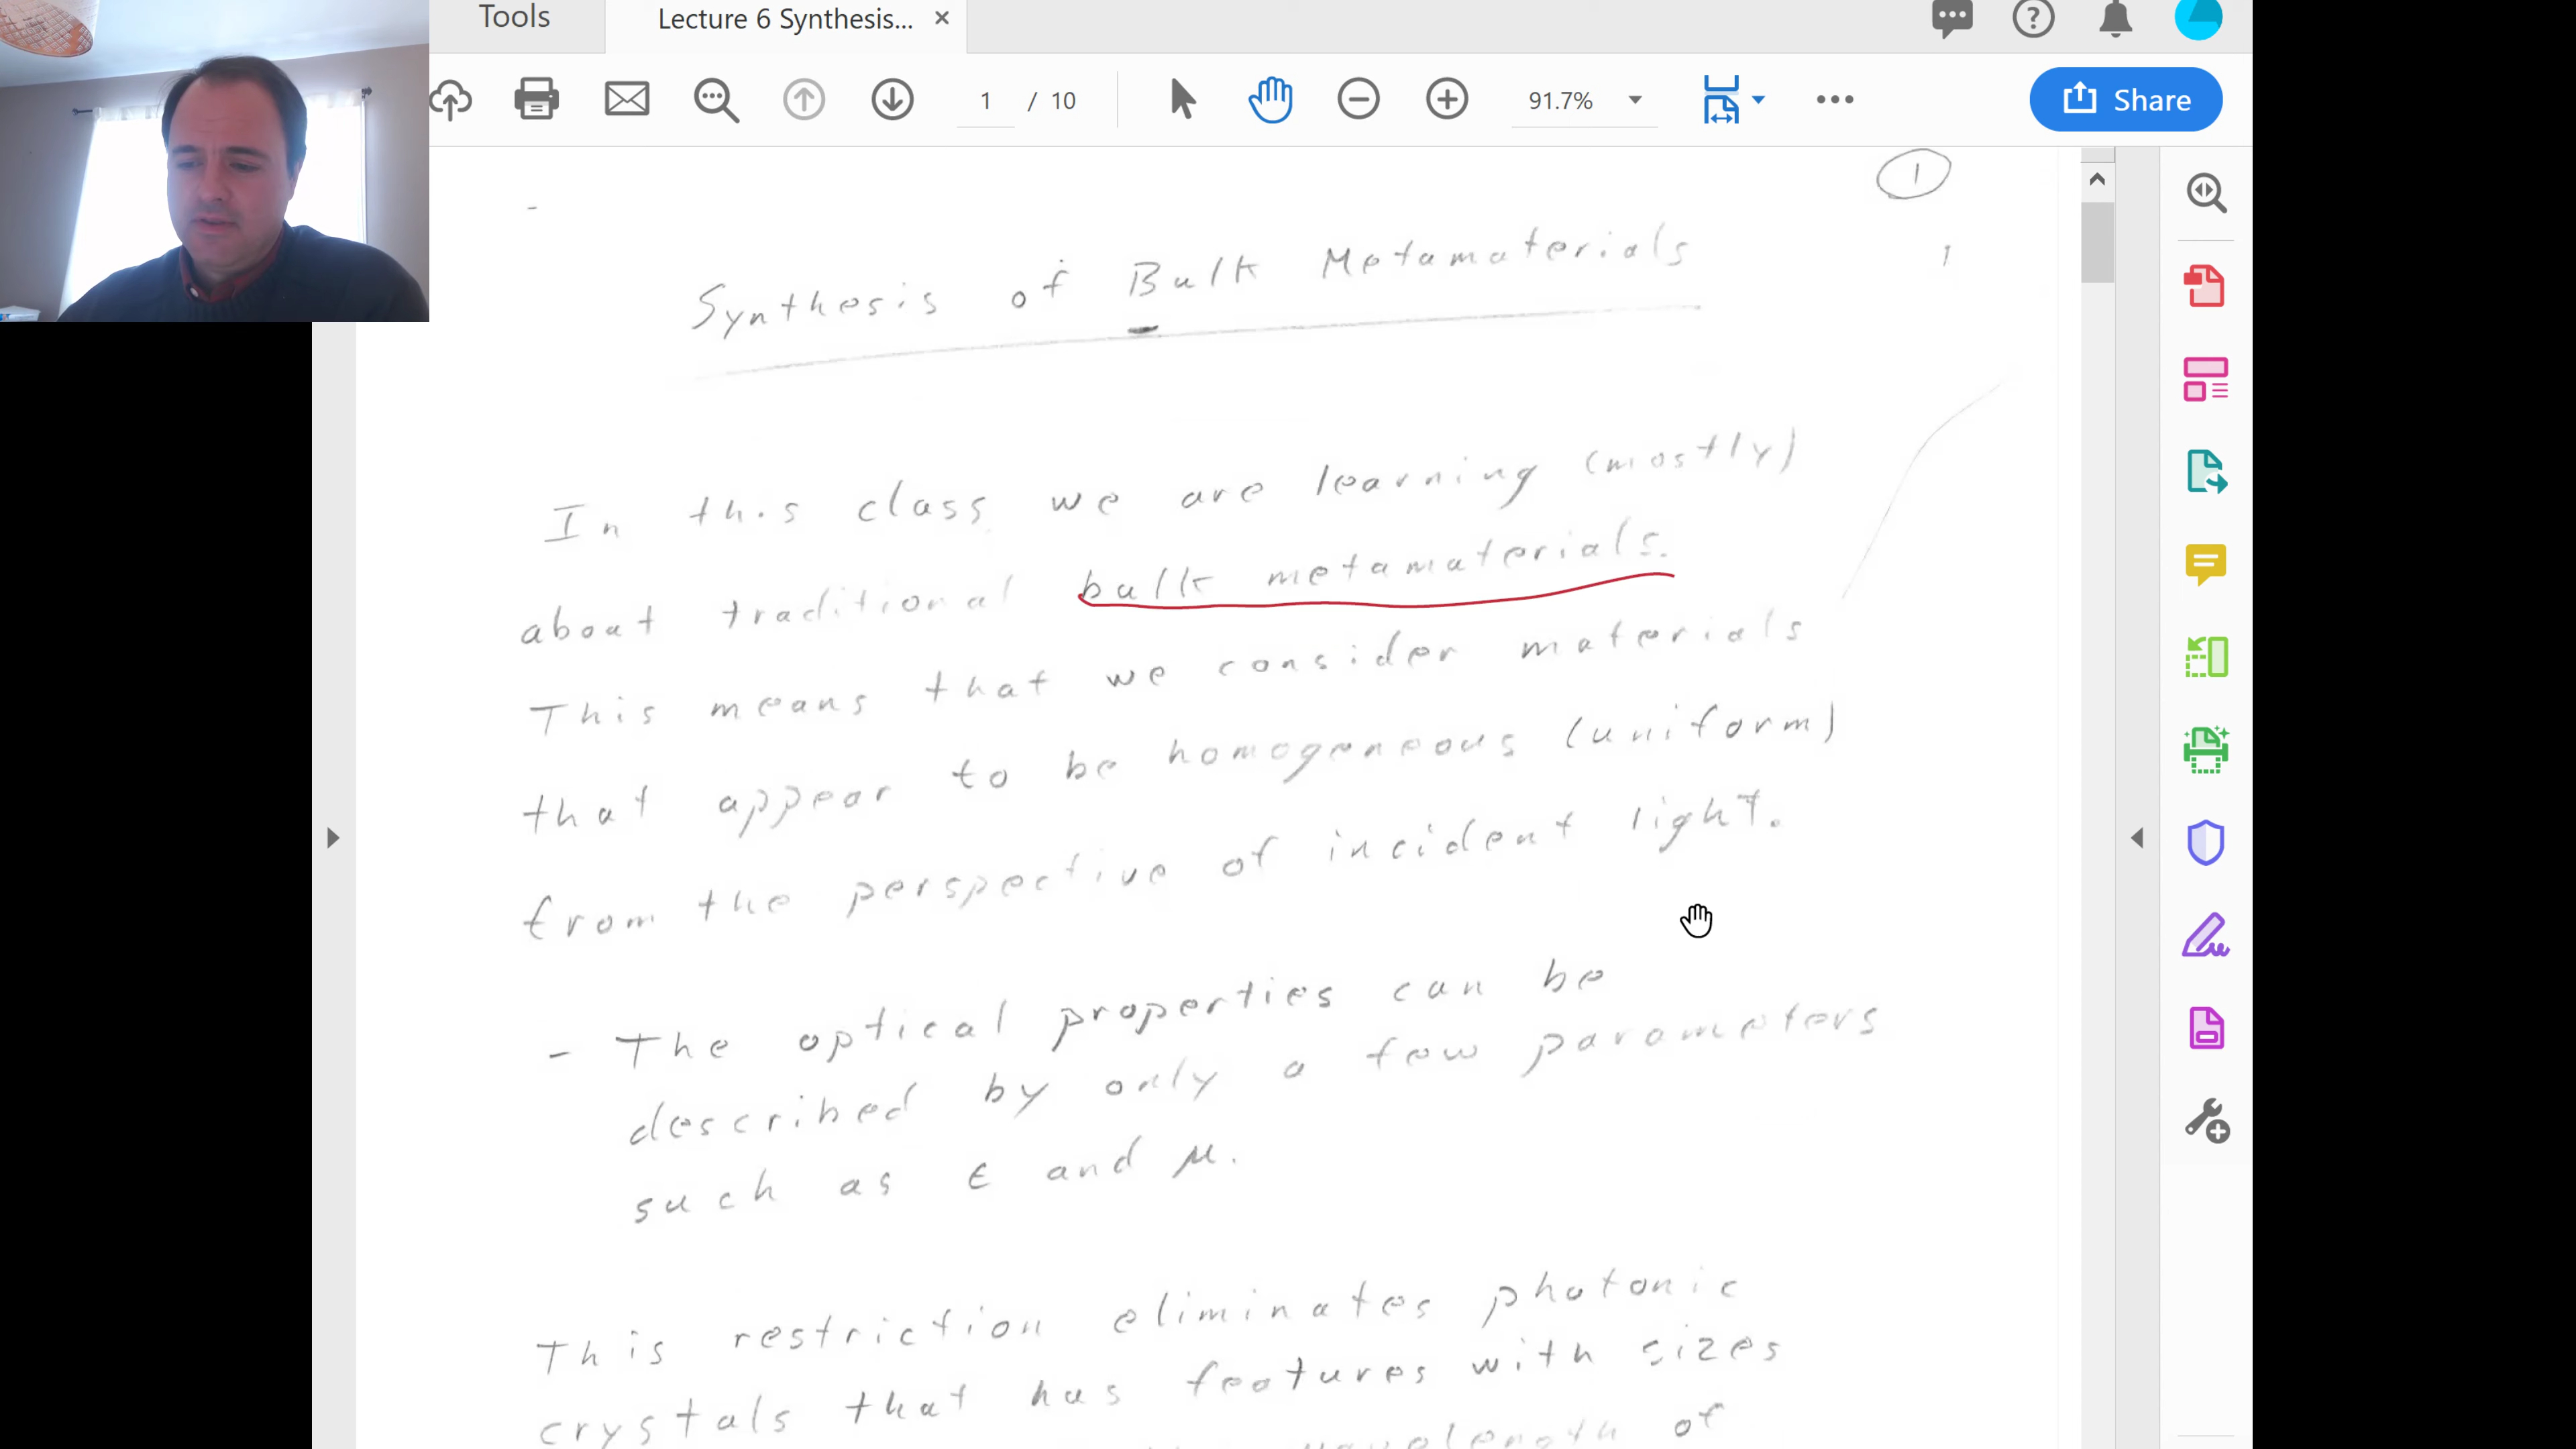 Tools
Lecture 6 Synthesis... ×
1 / 10
91.7%
Share
1
Synthesis of Bulk Metamaterials
In this class we are learning (mostly)
about traditional bulk metamaterials.
This means that we consider materials
that appear to be homogeneous (uniform)
from the perspective of incident light.
- The optical properties can be
described by only a few parameters
such as ϵ and μ.
This restriction eliminates photonic
crystals that has features with sizes
wavelength of